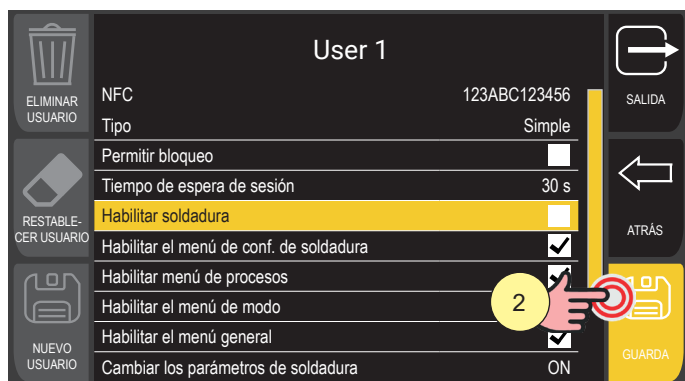 User 1
ELIMINAR
USUARIO
RESTABLE-
CER USUARIO
NUEVO
USUARIO
NFC 123ABC123456
Tipo Simple
Permitir bloqueo
Tiempo de espera de sesión 30 s
Habilitar soldadura
Habilitar el menú de conf. de soldadura
Habilitar menú de procesos
Habilitar el menú de modo
Habilitar el menú general
Cambiar los parámetros de soldadura ON
2
SALIDA
ATRÁS
GUARDA